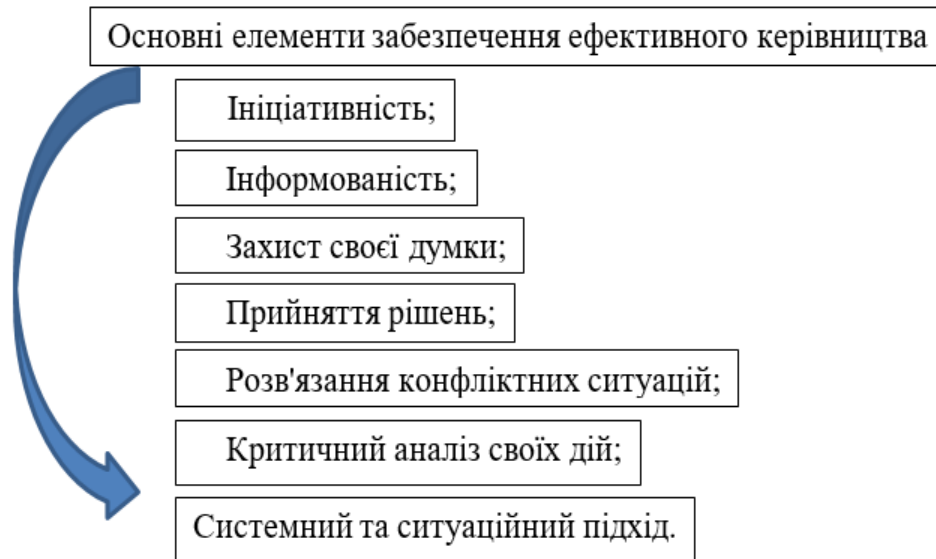 Основні елементи забезпечення ефективного керівництва
Ініціативність;
Інформованість;
Захист своєї думки;
Прийняття рішень;
Розв'язання конфліктних ситуацій;
Критичний аналіз своїх дій;
Системний та ситуаційний підхід.